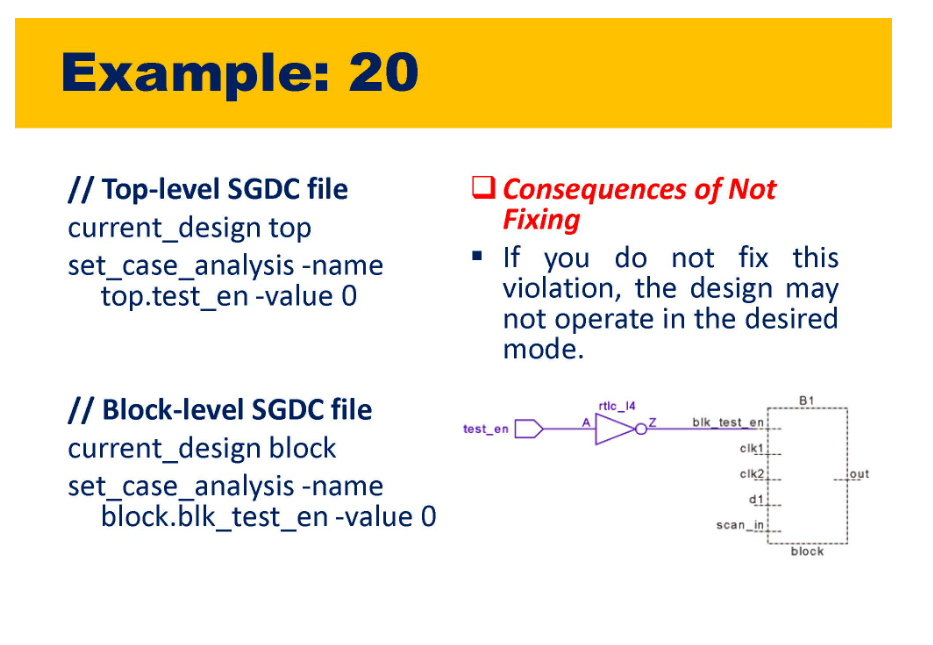 Example: 20
// Top-level SGDC file
current_design top
set_case_analysis -name
top.test_en -value 0
// Block-level SGDC file
current_design block
set_case_analysis -name
block.blk_test_en -value 0
❑ Consequences of Not
Fixing
▪ If you do not fix this
violation, the design may
not operate in the desired
mode.
test_en
A
rtlc_I4
Z
blk_test_en
clk1
clk2
d1
scan_in
B1
out
block